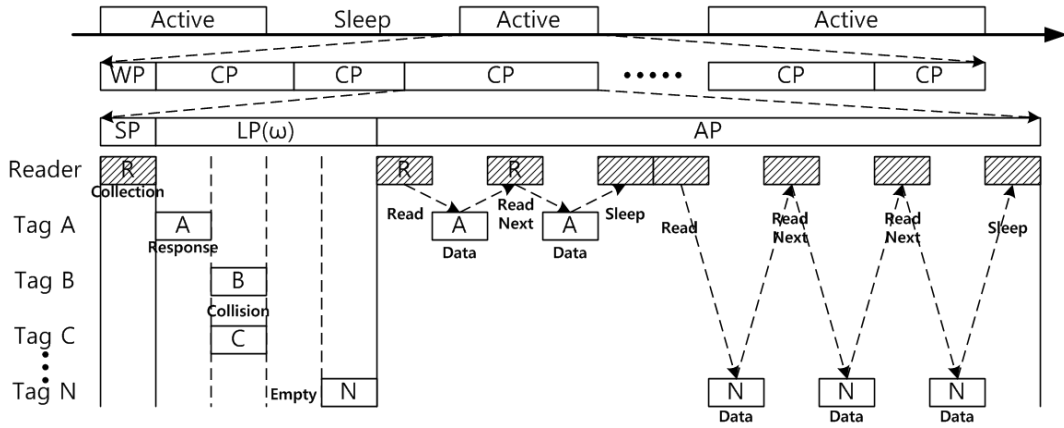 Active Sleep Active Active
WP CP CP CP CP CP
SP LP(ω) AP
Reader R R R
Collection
Read Read Next Sleep Read Read Next Read Next Sleep
Tag A A A A
Response Data Data
Tag B B
Collision
Tag C C
Tag N Empty N N N N
Data Data Data